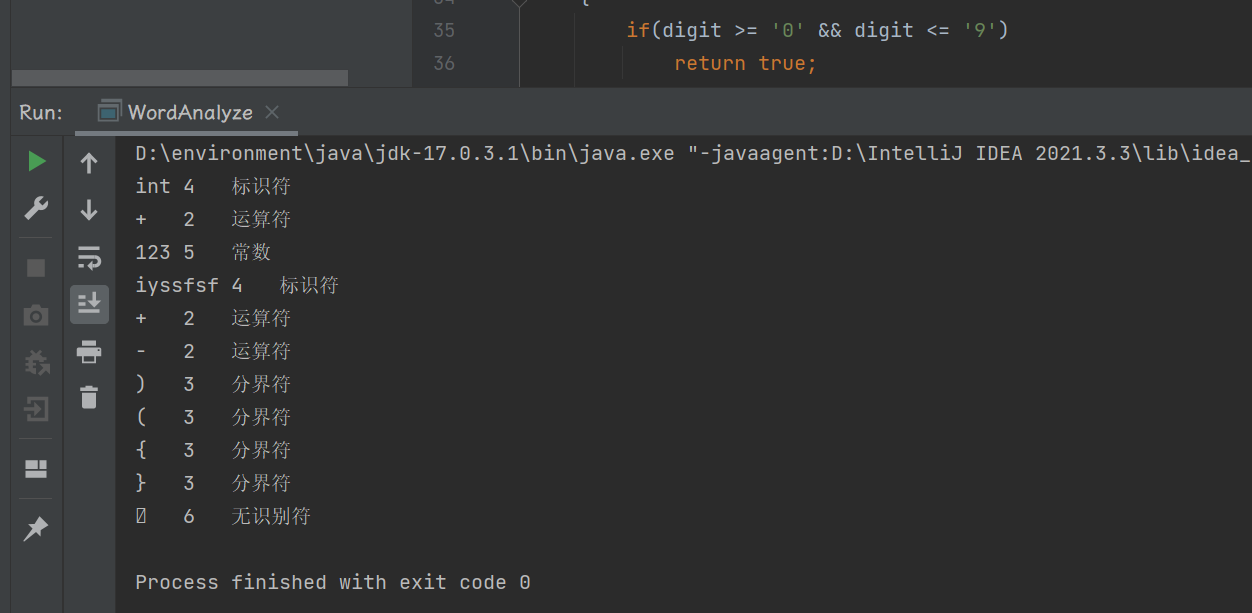 {
35 if(digit >= '0' && digit <= '9')
36 return true;
Run: WordAnalyze
D:\environment\java\jdk-17.0.3.1\bin\java.exe "-javaagent:D:\IntelliJ IDEA 2021.3.3\lib\idea_
int 4 标识符
+ 2 运算符
123 5 常数
iyssfsf 4 标识符
+ 2 运算符
- 2 运算符
) 3 分界符
( 3 分界符
{ 3 分界符
} 3 分界符
6 无识别符
Process finished with exit code 0